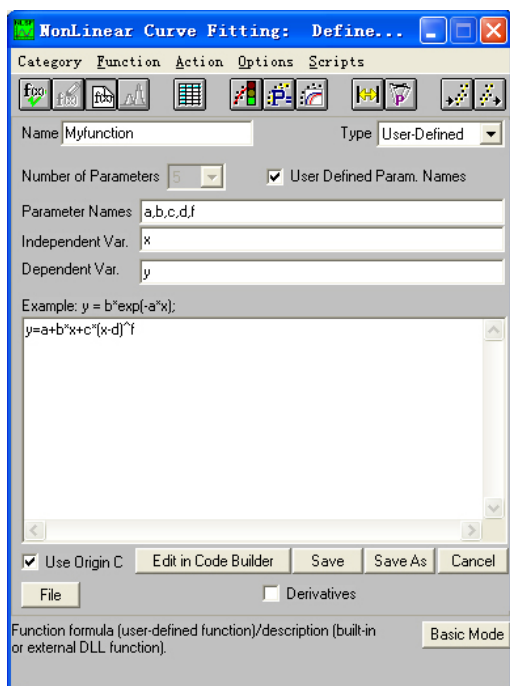 NonLinear Curve Fitting: Define...
Category Function Action Options Scripts
Name Myfunction Type User-Defined
Number of Parameters 5 User Defined Param. Names
Parameter Names a,b,c,d,f
Independent Var. x
Dependent Var. y
Example: y = b*exp(-a*x);
y=a+b*x+c*(x-d)^f
Use Origin C Edit in Code Builder Save Save As Cancel
File Derivatives
Function formula (user-defined function)/description (built-in
or external DLL function). Basic Mode